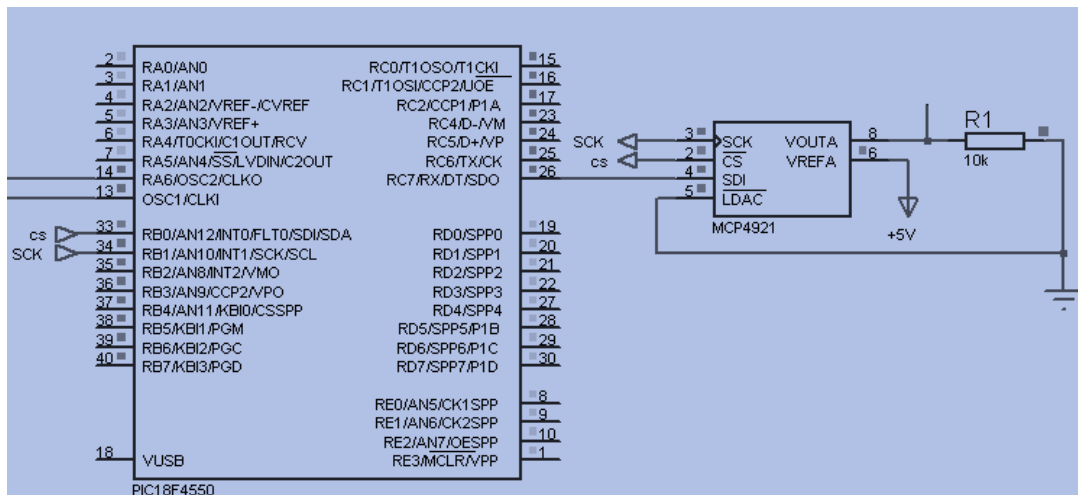 2 RA0/AN0
3 RA1/AN1
4 RA2/AN2/VREF-/CVREF
5 RA3/AN3/VREF+
6 RA4/T0CKI/C1OUT/RCV
7 RA5/AN4/SS/LVDIN/C2OUT
14 RA6/OSC2/CLKO
13 OSC1/CLKI
cs 33 RB0/AN12/INT0/FLT0/SDI/SDA
SCK 34 RB1/AN10/INT1/SCK/SCL
35 RB2/AN8/INT2/VMO
36 RB3/AN9/CCP2/VPO
37 RB4/AN11/KBI0/CSSPP
38 RB5/KBI1/PGM
39 RB6/KBI2/PGC
40 RB7/KBI3/PGD
18 VUSB
RC0/T1OSO/T1CKI 15
RC1/T1OSI/CCP2/UOE 16
RC2/CCP1/P1A 17
RC4/D-/VM 23
RC5/D+/VP 24
RC6/TX/CK 25
RC7/RX/DT/SDO 26
RD0/SPP0 19
RD1/SPP1 20
RD2/SPP2 21
RD3/SPP3 22
RD4/SPP4 27
RD5/SPP5/P1B 28
RD6/SPP6/P1C 29
RD7/SPP7/P1D 30
RE0/AN5/CK1SPP 8
RE1/AN6/CK2SPP 9
RE2/AN7/OESPP 10
RE3/MCLR/VPP 1
PIC18F4550
SCK 3 SCK
cs 2 CS
4 SDI
5 LDAC
VOUTA 8
VREFA 6
MCP4921
+5V
R1
10k